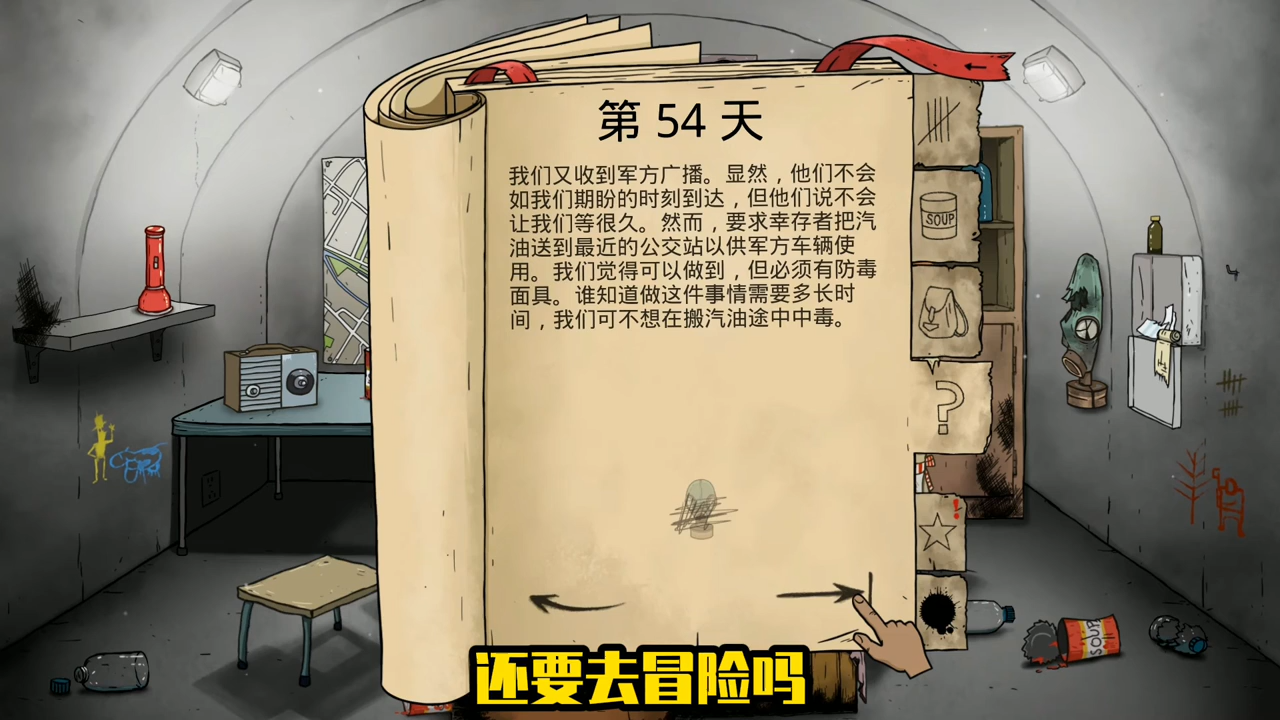 第 54 天
我们又收到军方广播。显然，他们不会
如我们期盼的时刻到达，但他们说不会
让我们等很久。然而，要求幸存者把汽
油送到最近的公交站以供军方车辆使
用。我们觉得可以做到，但必须有防毒
面具。谁知道做这件事情需要多长时
间，我们可不想在搬汽油途中中毒。
SOUP
?
!
SOUP
还要去冒险吗